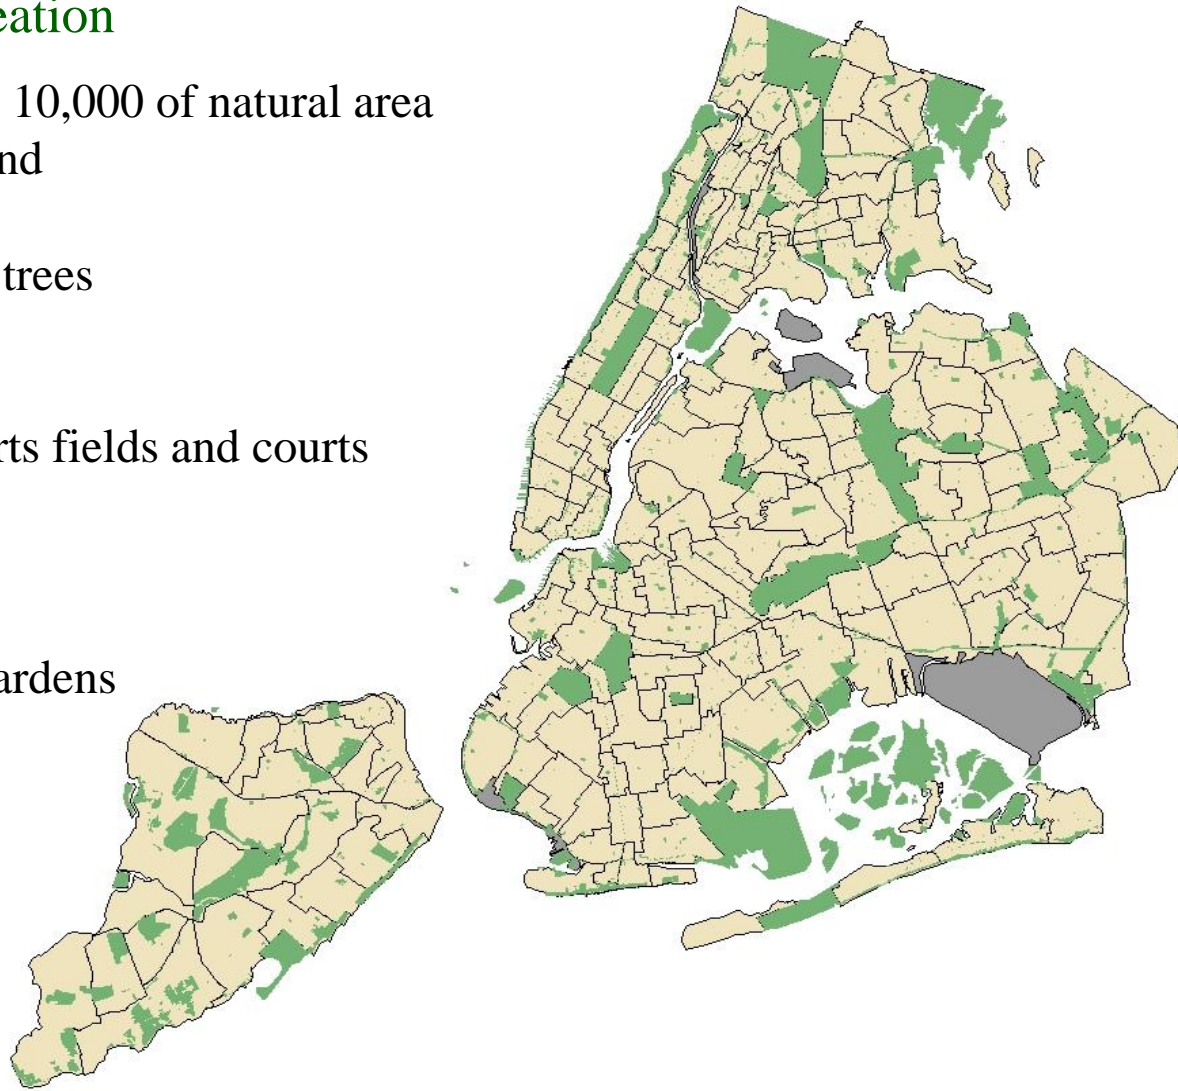 eation
10,000 of natural area
nd
trees
rts fields and courts
ardens